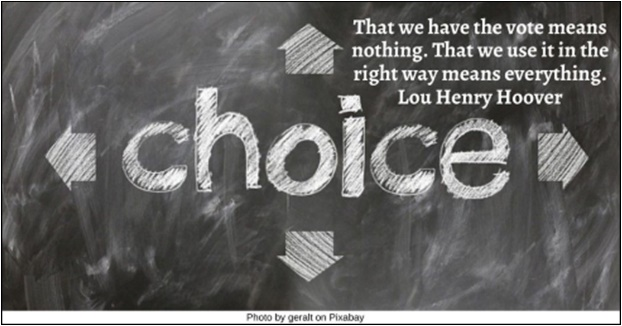 That we have the vote means
nothing. That we use it in the
right way means everything.
Lou Henry Hoover
choice
Photo by geralt on Pixabay